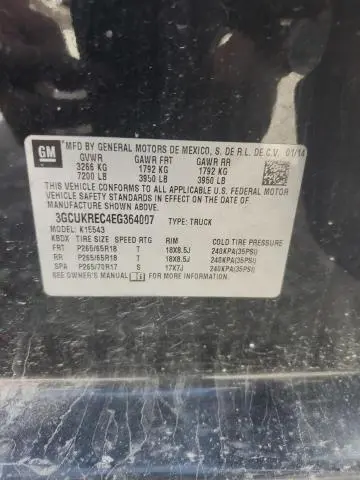 GM
MFD BY GENERAL MOTORS DE MEXICO, S. DE R.L. DE C.V. 01/14
GVWR GAWR FRT GAWR RR
3266 KG 1792 KG 1792 KG
7200 LB 3950 LB 3950 LB
THIS VEHICLE CONFORMS TO ALL APPLICABLE U.S. FEDERAL MOTOR
VEHICLE SAFETY STANDARDS IN EFFECT ON THE DATE OF
MANUFACTURE SHOWN ABOVE.
3GCUKREC4EG364007 TYPE: TRUCK
MODEL: K15543
KBDX TIRE SIZE SPEED RTG RIM COLD TIRE PRESSURE
FRT P265/65R18 T 18X8.5J 240KPA(35PSI)
RR P265/65R18 T 18X8.5J 240KPA(35PSI)
SPA P265/70R17 S 17X7J 240KPA(35PSI)
SEE OWNER'S MANUAL FOR MORE INFORMATION.